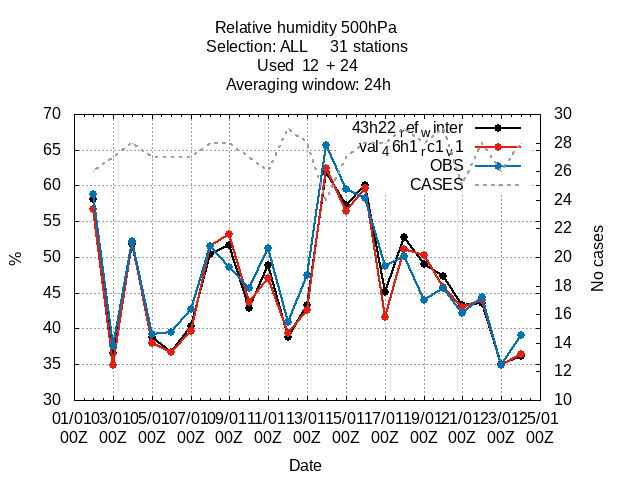 Relative humidity 500hPa
Selection: ALL 31 stations
Used 12 + 24
Averaging window: 24h
70
65
60
55
50
45
40
35
30
%
30
28
26
24
22
20
18
16
14
12
10
No cases
43h22_ef_winter
val_46h1_rc1_v1
OBS
CASES
01/01 03/01 05/01 07/01 09/01 11/01 13/01 15/01 17/01 19/01 21/01 23/01 25/01
00Z 00Z 00Z 00Z 00Z 00Z 00Z 00Z 00Z 00Z 00Z 00Z 00Z
Date